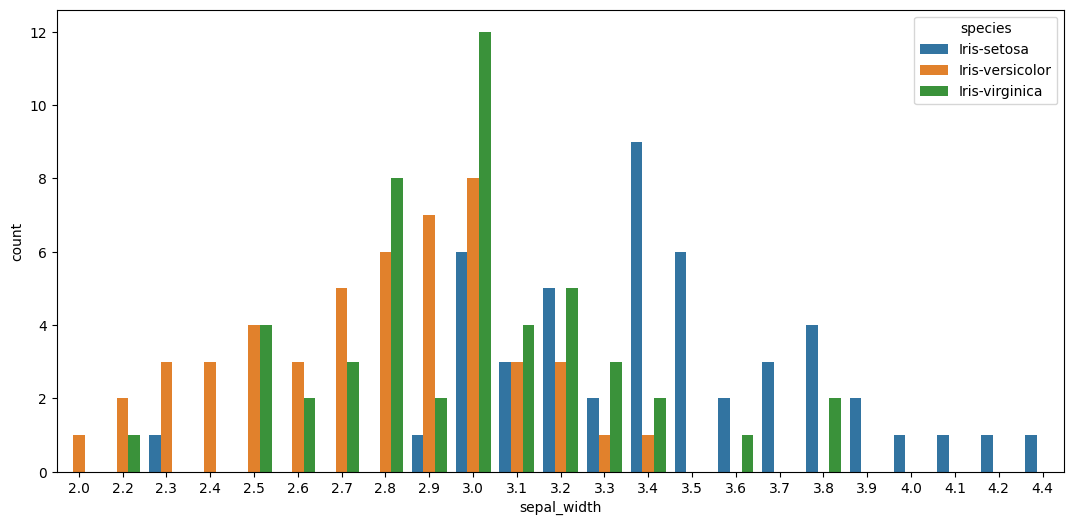 species
Iris-setosa
Iris-versicolor
Iris-virginica
count
12
10
8
6
4
2
0
2.0 2.2 2.3 2.4 2.5 2.6 2.7 2.8 2.9 3.0 3.1 3.2 3.3 3.4 3.5 3.6 3.7 3.8 3.9 4.0 4.1 4.2 4.4
sepal_width